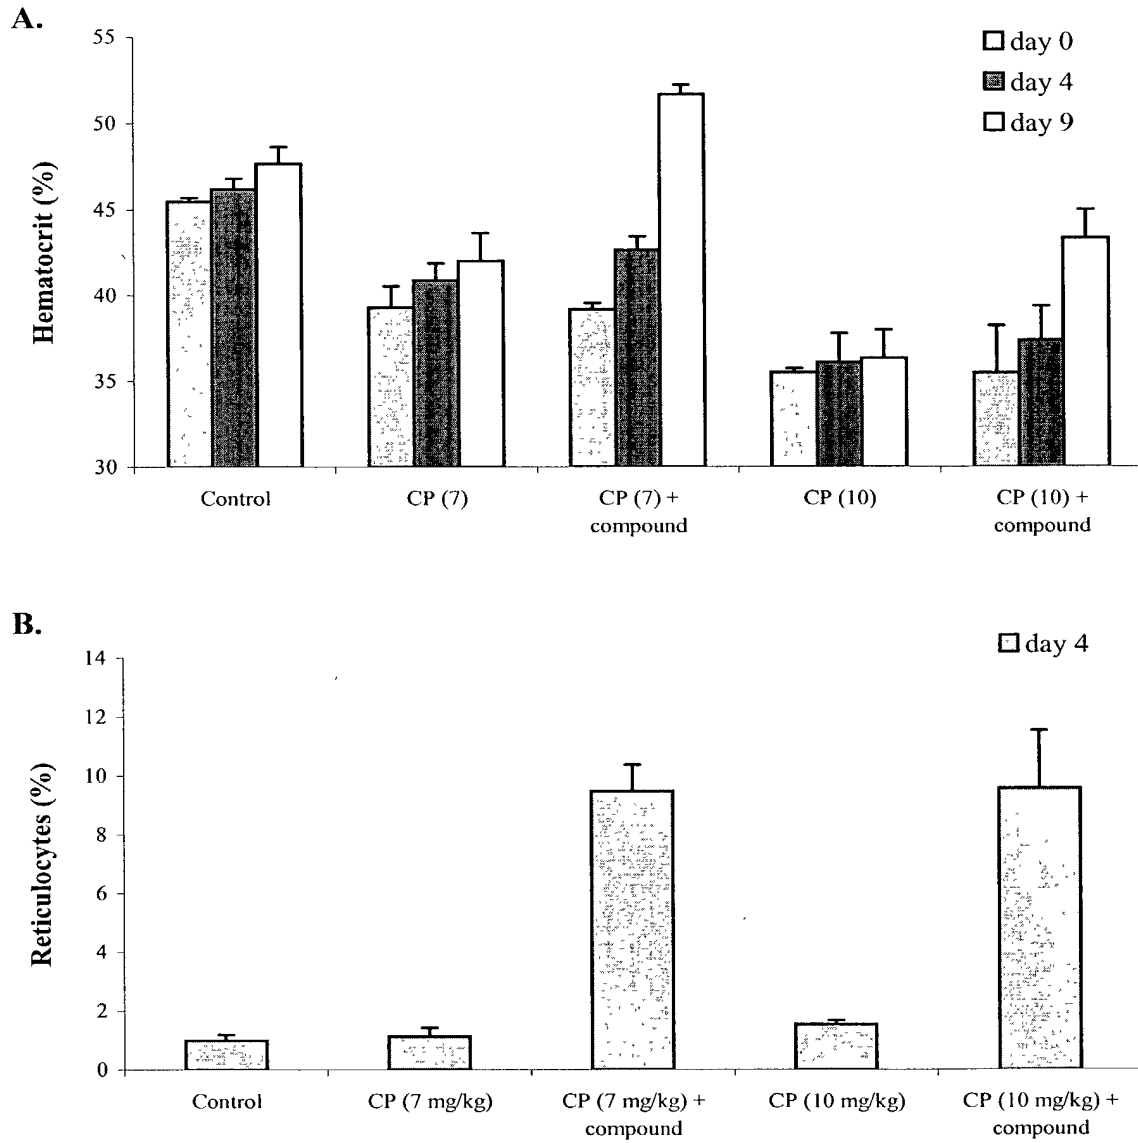 A.
55
50
45
40
35
30
Hematocrit (%)
day 0
day 4
day 9
Control
CP (7)
CP (7) +
compound
CP (10)
CP (10) +
compound
B.
14
12
10
8
6
4
2
0
Reticulocytes (%)
day 4
Control
CP (7 mg/kg)
CP (7 mg/kg) +
compound
CP (10 mg/kg)
CP (10 mg/kg) +
compound